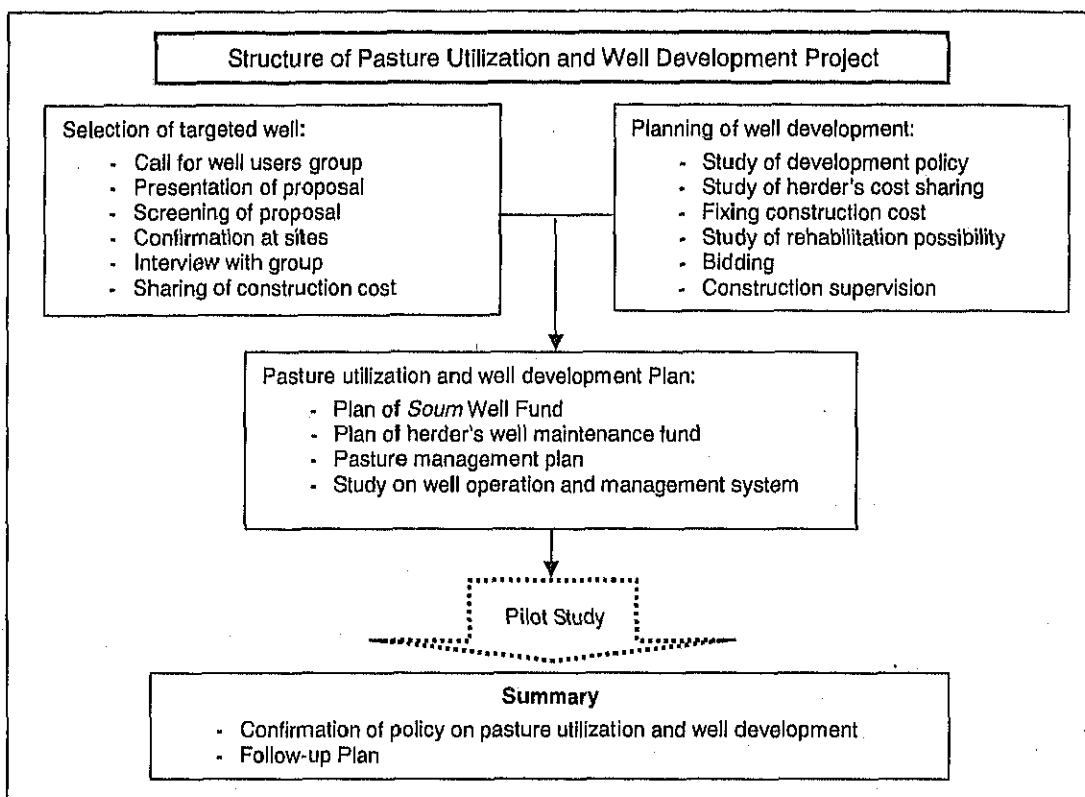 Structure of Pasture Utilization and Well Development Project
Selection of targeted well:
- Call for well users group
- Presentation of proposal
- Screening of proposal
- Confirmation at sites
- Interview with group
- Sharing of construction cost
Planning of well development:
- Study of development policy
- Study of herder's cost sharing
- Fixing construction cost
- Study of rehabilitation possibility
- Bidding
- Construction supervision
Pasture utilization and well development Plan:
- Plan of Soum Well Fund
- Plan of herder's well maintenance fund
- Pasture management plan
- Study on well operation and management system
Pilot Study
Summary
- Confirmation of policy on pasture utilization and well development
- Follow-up Plan